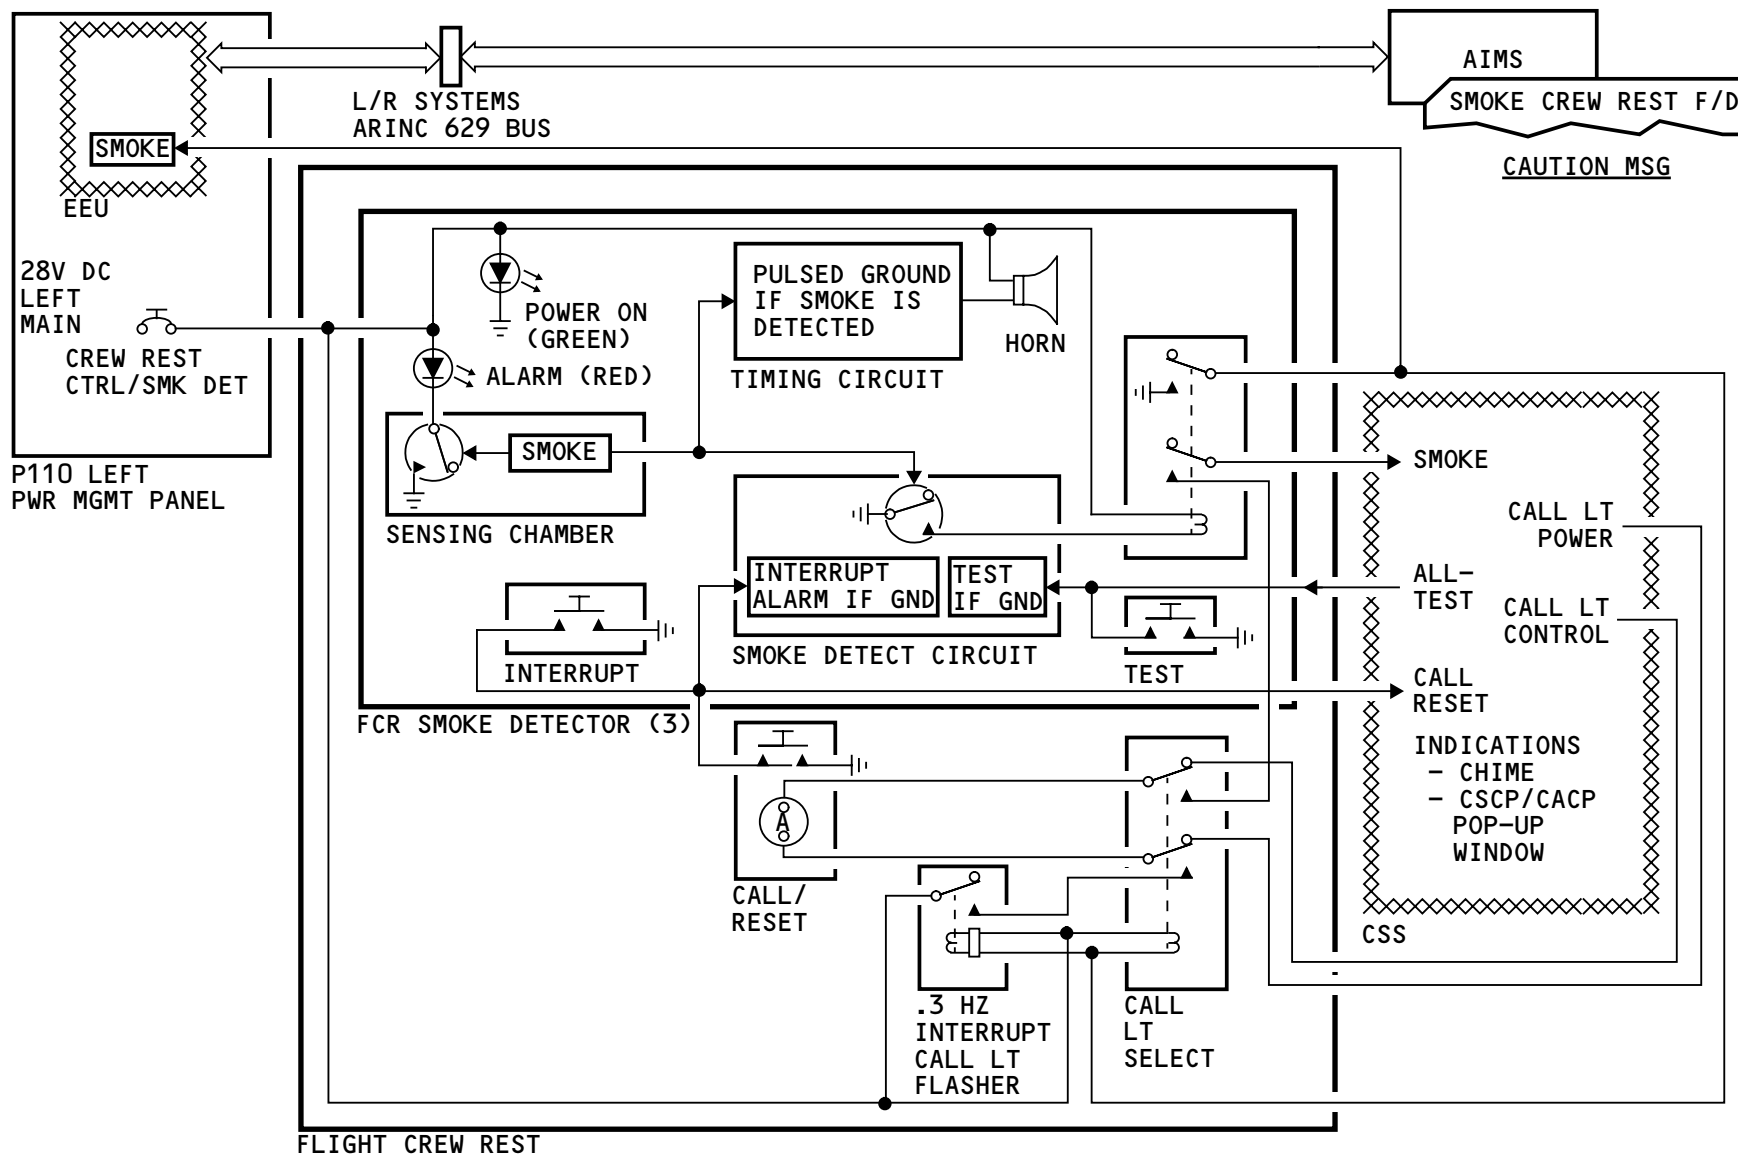 AIMS
SMOKE CREW REST F/D
CAUTION MSG
L/R SYSTEMS
ARINC 629 BUS
SMOKE
EEU
28V DC
LEFT
MAIN
CREW REST
CTRL/SMK DET
P110 LEFT
PWR MGMT PANEL
POWER ON
(GREEN)
ALARM (RED)
PULSED GROUND
IF SMOKE IS
DETECTED
TIMING CIRCUIT
HORN
SMOKE
SENSING CHAMBER
INTERRUPT
ALARM IF GND
TEST
IF GND
SMOKE DETECT CIRCUIT
INTERRUPT
TEST
FCR SMOKE DETECTOR (3)
SMOKE
CALL LT
POWER
ALL-
TEST
CALL LT
CONTROL
CALL
RESET
INDICATIONS
- CHIME
- CSCP/CACP
POP-UP
WINDOW
CSS
A
CALL/
RESET
.3 HZ
INTERRUPT
CALL LT
FLASHER
CALL
LT
SELECT
FLIGHT CREW REST